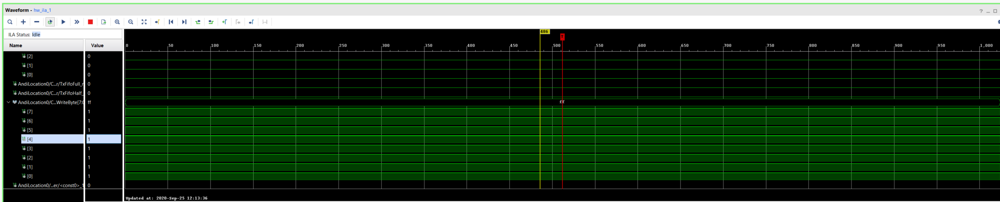 Waveform - hw_ila_1
? _
ILA Status: Idle
Name Value
486
T
0 50 100 150 200 250 300 350 400 450 500 550 600 650 700 750 800 850 900 950 1,000
[2] 0
[1] 0
[0] 0
AndiLocation0/C...r/TxFifoFull_r 0
AndiLocation0/C...r/TxFifoHalf_ 0
AndiLocation0/C...WriteByte[7:0 ff ff
[7] 1
[6] 1
[5] 1
[4] 1
[3] 1
[2] 1
[1] 1
[0] 1
AndiLocation0/...er/<const0>_1 0
Updated at: 2020-Sep-25 12:13:36